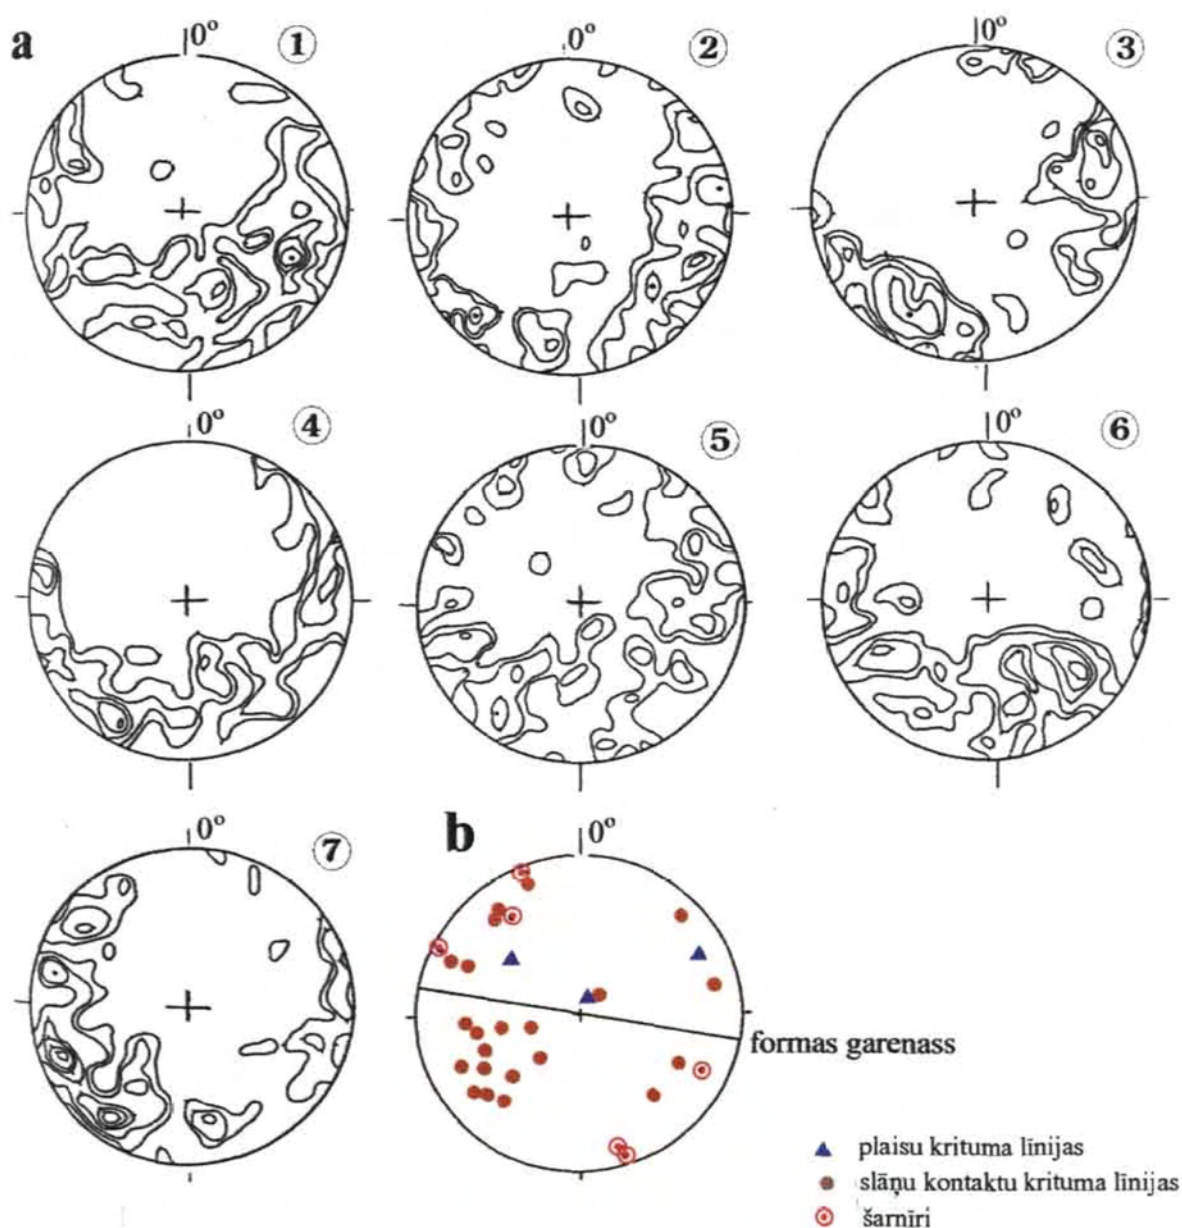 a
0°
1
0°
2
0°
3
0°
4
0°
5
0°
6
0°
7
b
0°
formas garenass
plaisu krituma līnijas
slāņu kontaktu krituma līnijas
šarnīri